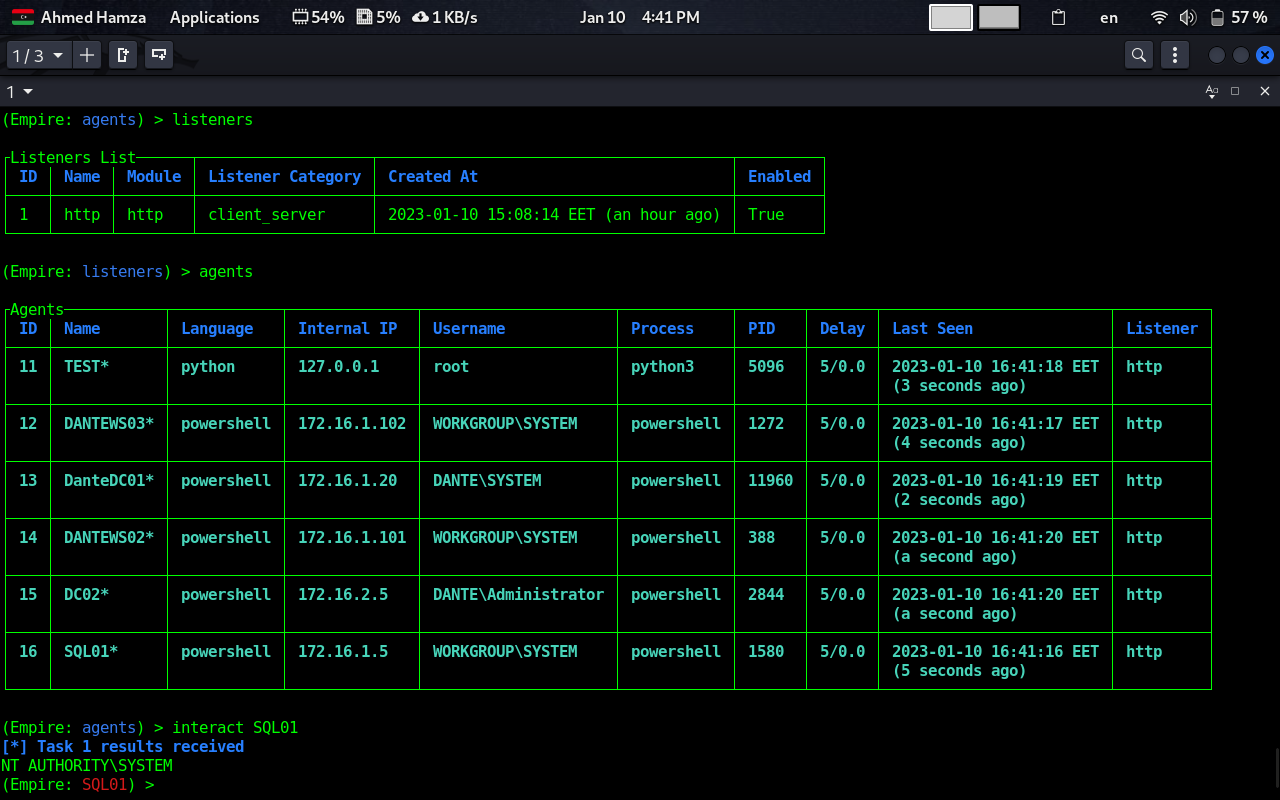 Ahmed Hamza Applications 54% 5% 1 KB/s Jan 10 4:41 PM en 57 %
1 / 3
1
(Empire: agents) > listeners
Listeners List
ID Name Module Listener Category Created At Enabled
1 http http client_server 2023-01-10 15:08:14 EET (an hour ago) True
(Empire: listeners) > agents
Agents
ID Name Language Internal IP Username Process PID Delay Last Seen Listener
11 TEST* python 127.0.0.1 root python3 5096 5/0.0 2023-01-10 16:41:18 EET http
(3 seconds ago)
12 DANTEWS03* powershell 172.16.1.102 WORKGROUP\SYSTEM powershell 1272 5/0.0 2023-01-10 16:41:17 EET http
(4 seconds ago)
13 DanteDC01* powershell 172.16.1.20 DANTE\SYSTEM powershell 11960 5/0.0 2023-01-10 16:41:19 EET http
(2 seconds ago)
14 DANTEWS02* powershell 172.16.1.101 WORKGROUP\SYSTEM powershell 388 5/0.0 2023-01-10 16:41:20 EET http
(a second ago)
15 DC02* powershell 172.16.2.5 DANTE\Administrator powershell 2844 5/0.0 2023-01-10 16:41:20 EET http
(a second ago)
16 SQL01* powershell 172.16.1.5 WORKGROUP\SYSTEM powershell 1580 5/0.0 2023-01-10 16:41:16 EET http
(5 seconds ago)
(Empire: agents) > interact SQL01
[*] Task 1 results received
NT AUTHORITY\SYSTEM
(Empire: SQL01) >